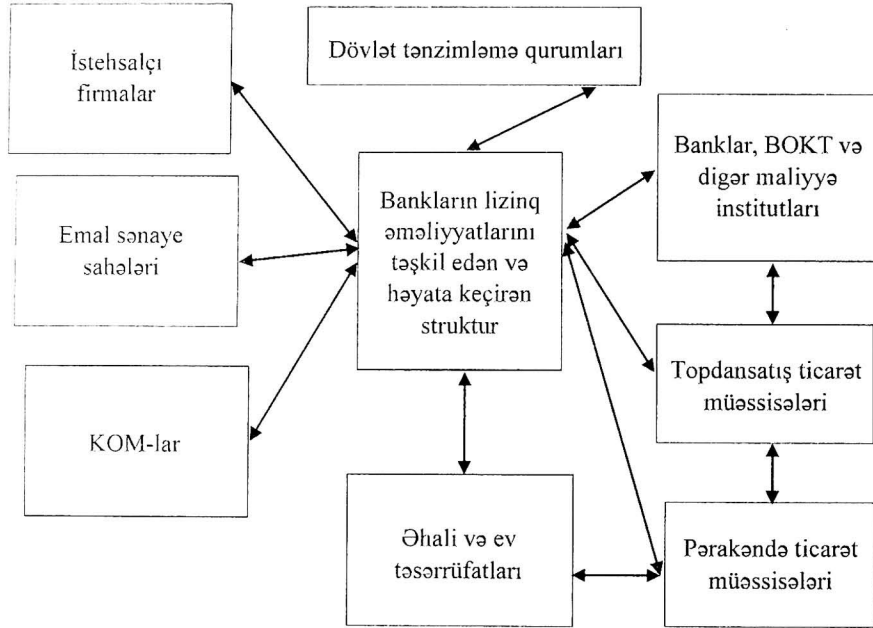 Dövlət tənzimləmə qurumları
İstehsalçı
firmalar
Banklar, BOKT və
digər maliyyə
institutları
Bankların lizinq
əməliyyatlarını
təşkil edən və
həyata keçirən
struktur
Emal sənaye
sahələri
Topdansatış ticarət
müəssisələri
KOM-lar
Əhali və ev
təsərrüfatları
Pərakəndə ticarət
müəssisələri